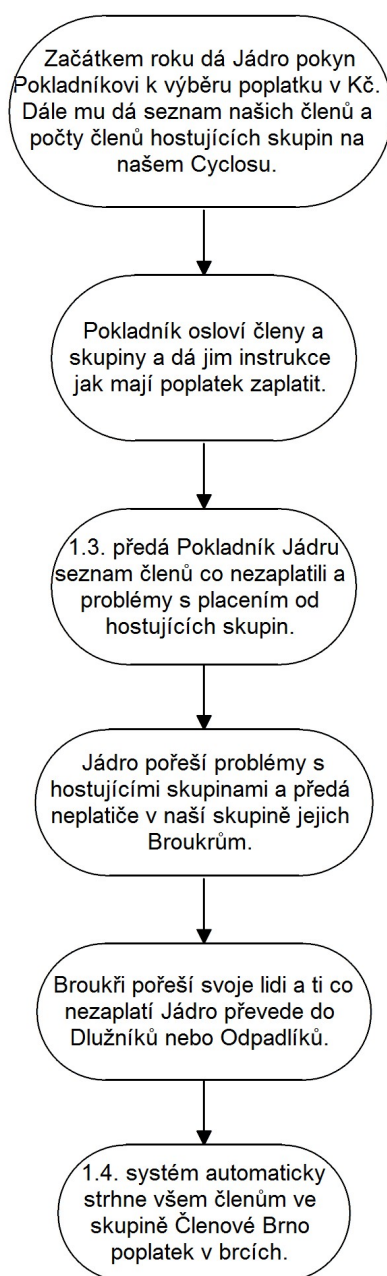 Začátkem roku dá Jádro pokyn
Pokladníkovi k výběru poplatku v Kč.
Dále mu dá seznam našich členů a
počty členů hostujících skupin na
našem Cyclosu.
Pokladník osloví členy a
skupiny a dá jim instrukce
jak mají poplatek zaplatit.
1.3. předá Pokladník Jádru
seznam členů co nezaplatili a
problémy s placením od
hostujících skupin.
Jádro pořeší problémy s
hostujícími skupinami a předá
neplatiče v naší skupině jejich
Broukrům.
Broukři pořeší svoje lidi a ti co
nezaplatí Jádro převede do
Dlužníků nebo Odpadlíků.
1.4. systém automaticky
strhne všem členům ve
skupině Členové Brno
poplatek v brcích.